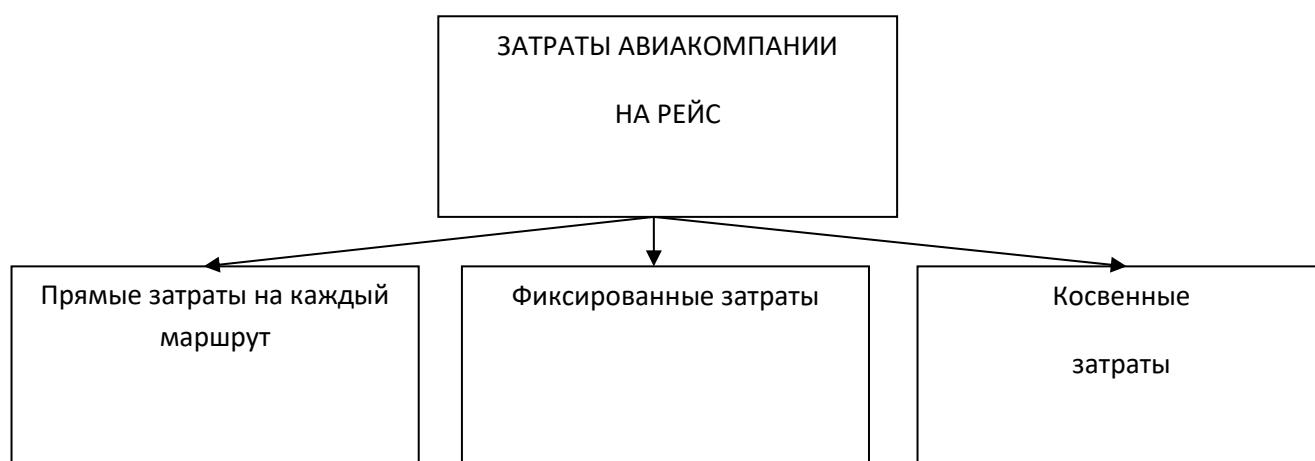 ЗАТРАТЫ АВИАКОМПАНИИ
НА РЕЙС
Прямые затраты на каждый
маршрут
Фиксированные затраты
Косвенные
затраты